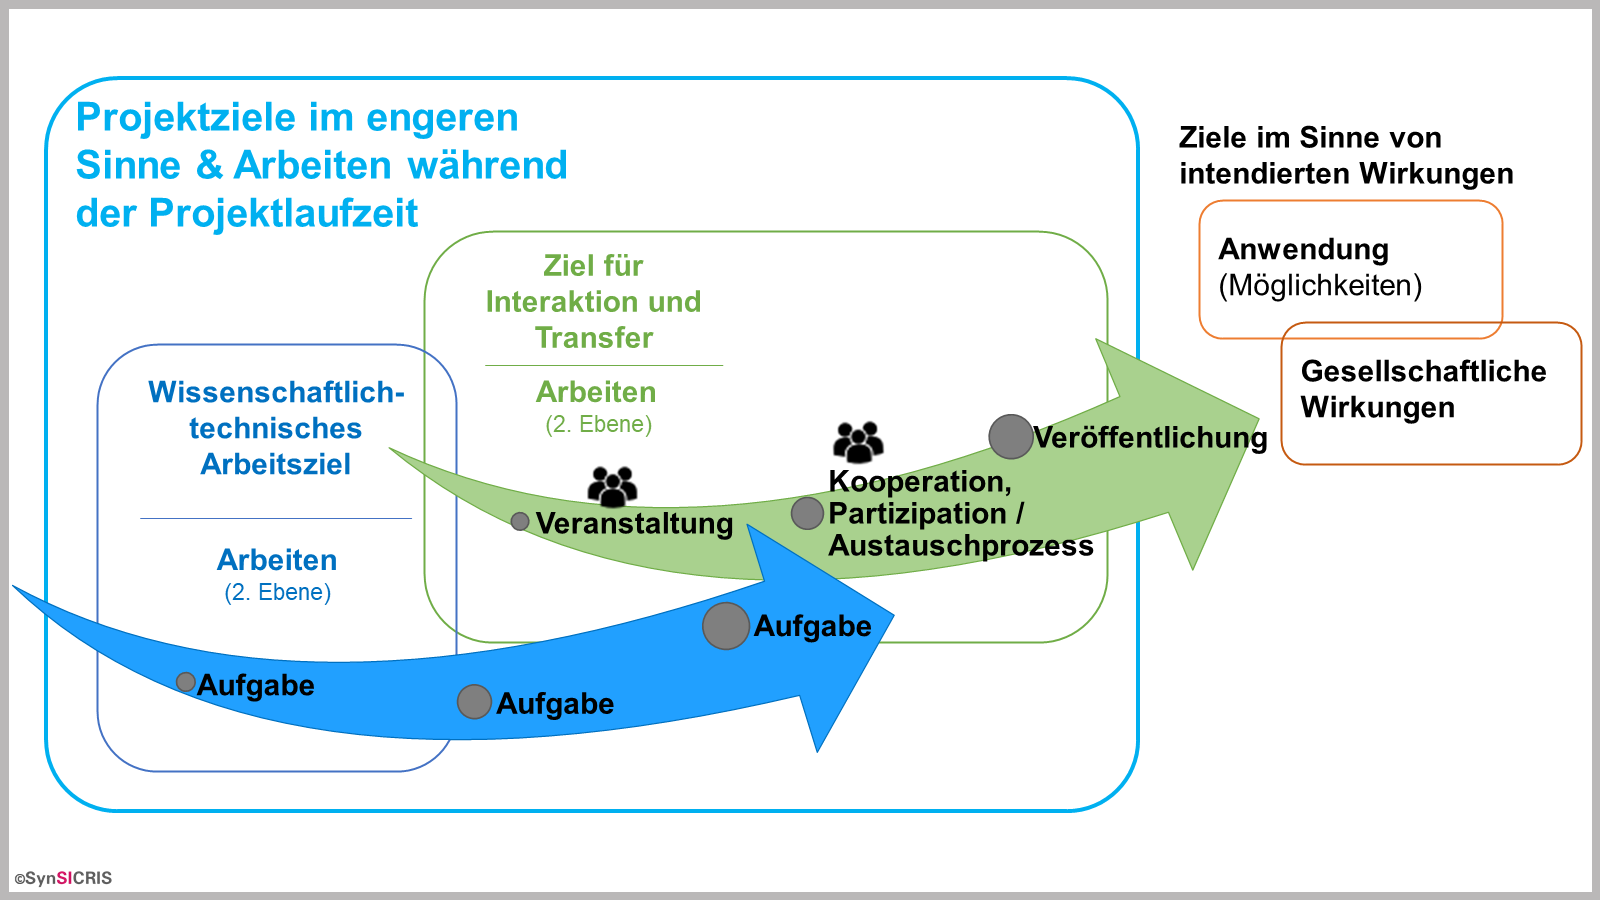 Projektziele im engeren
Sinne & Arbeiten während
der Projektlaufzeit
Ziele im Sinne von
intendierten Wirkungen
Anwendung
(Möglichkeiten)
Gesellschaftliche
Wirkungen
Ziel für
Interaktion und
Transfer
Arbeiten
(2. Ebene)
Wissenschaftlich-
technisches
Arbeitsziel
Arbeiten
(2. Ebene)
Veranstaltung
Kooperation,
Partizipation /
Austauschprozess
Veröffentlichung
Aufgabe
Aufgabe
Aufgabe
©SynSICRIS